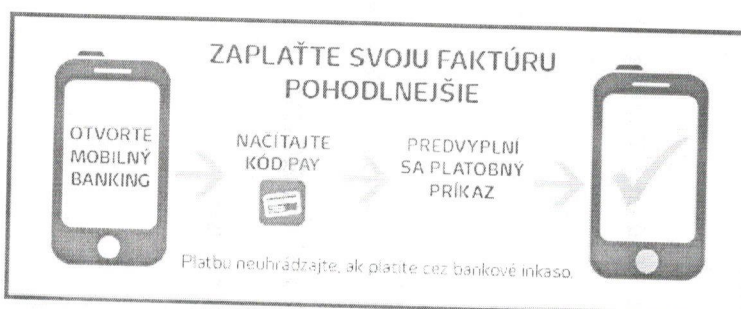 ZAPLAŤTE SVOJU FAKTÚRU
POHODLNEJŠIE
OTVORTE
MOBILNÝ
BANKING
NAČÍTAJTE
KÓD PAY
PREDVYPLNÍ
SA PLATOBNÝ
PRÍKAZ
Platbu neuhrádzajte, ak platíte cez bankové inkaso.